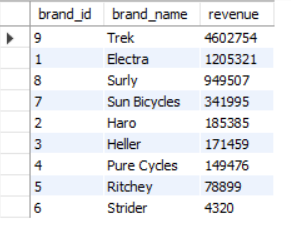 brand_id brand_name revenue
9 Trek 4602754
1 Electra 1205321
8 Surly 949507
7 Sun Bicycles 341995
2 Haro 185385
3 Heller 171459
4 Pure Cycles 149476
5 Ritchey 78899
6 Strider 4320